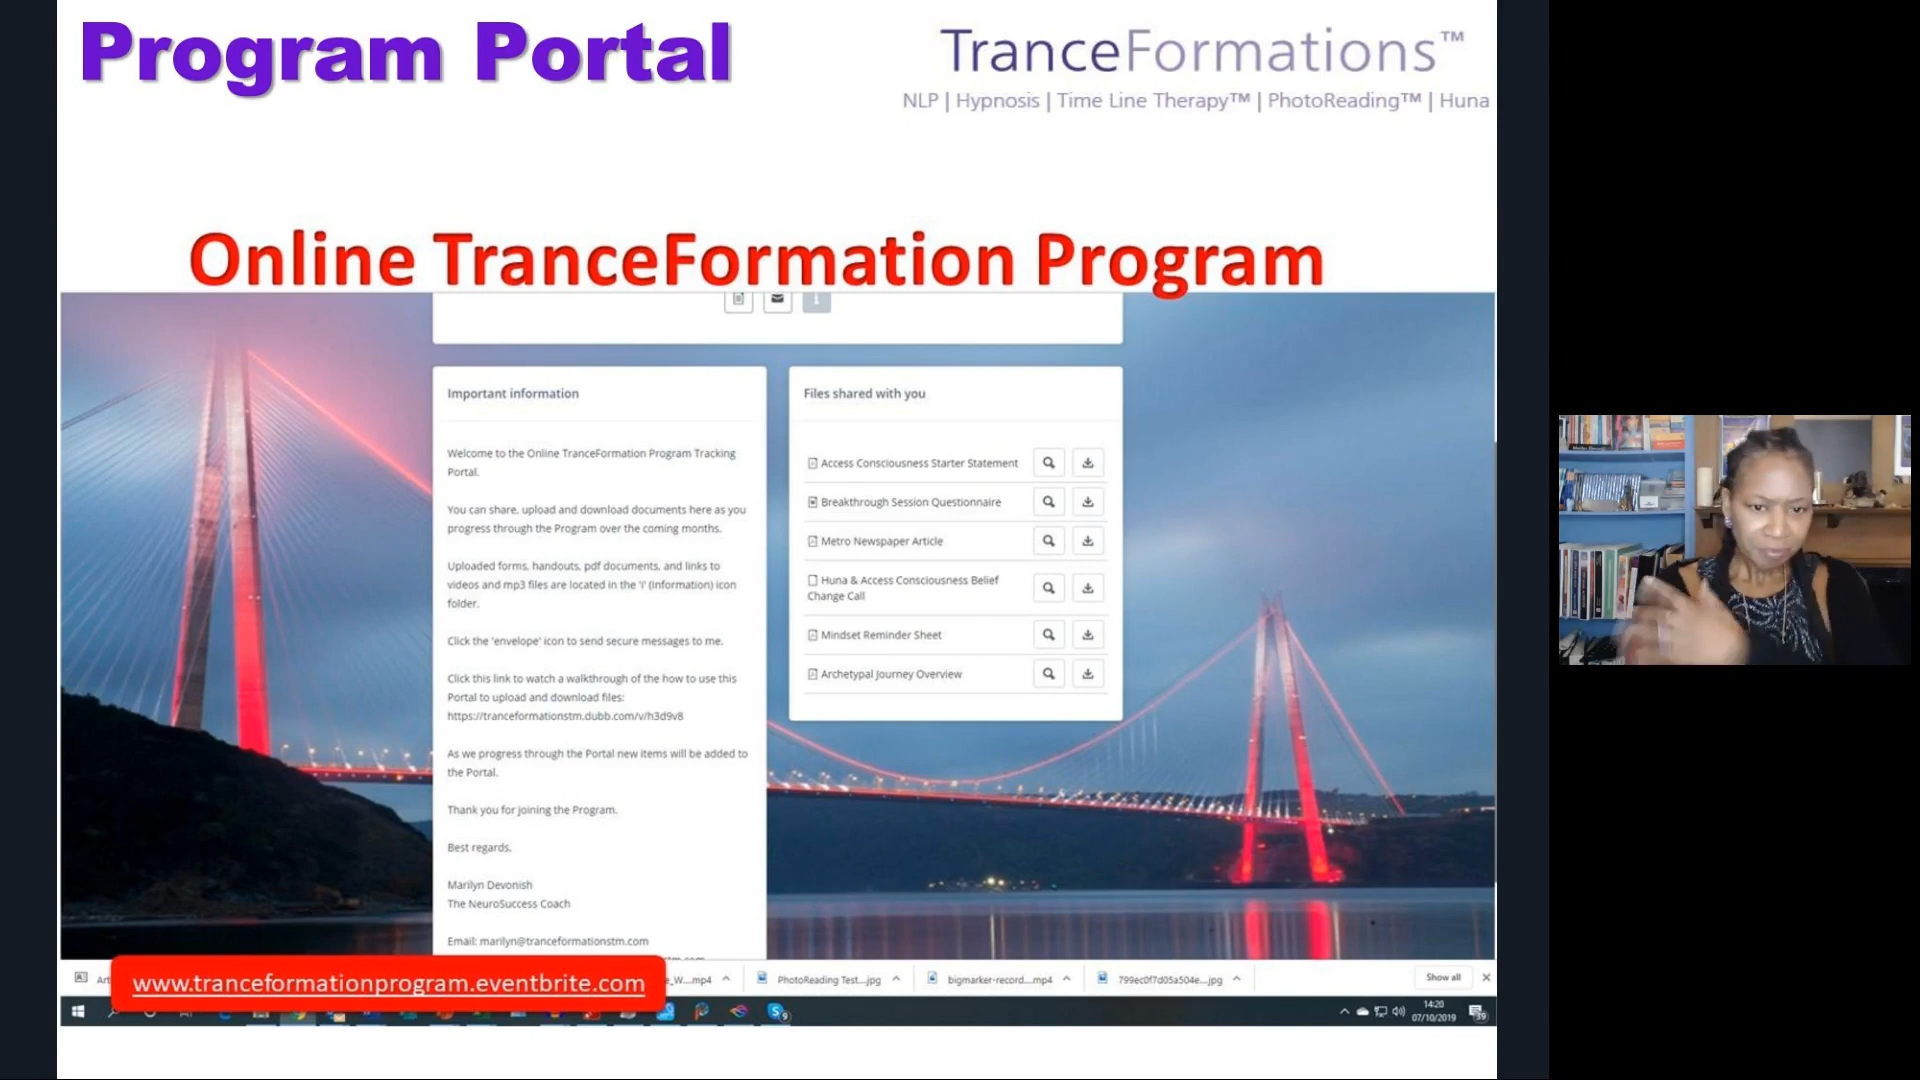 Program Portal
TranceFormations™
NLP | Hypnosis | Time Line Therapy™ | PhotoReading™ | Huna
Online TranceFormation Program
Important information
Welcome to the Online TranceFormation Program Tracking
Portal.
You can share, upload and download documents here as you
progress through the Program over the coming months.
Uploaded forms, handouts, pdf documents, and links to
videos and mp3 files are located in the 'i' (Information) icon
folder.
Click the 'envelope' icon to send secure messages to me.
Click this link to watch a walkthrough of the how to use this
Portal to upload and download files:
https://tranceformationstm.dubb.com/v/h3d9v8
As we progress through the Portal new items will be added to
the Portal.
Thank you for joining the Program.
Best regards,
Marilyn Devonish
The NeuroSuccess Coach
Email: marilyn@tranceformationstm.com
Files shared with you
Access Consciousness Starter Statement
Breakthrough Session Questionnaire
Metro Newspaper Article
Huna & Access Consciousness Belief
Change Call
Mindset Reminder Sheet
Archetypal Journey Overview
www.tranceformationprogram.eventbrite.com
Art
e_W....mp4
PhotoReading Test....jpg
bigmarker-record....mp4
799ec0f7d05a504e....jpg
Show all
14:20
07/10/2019